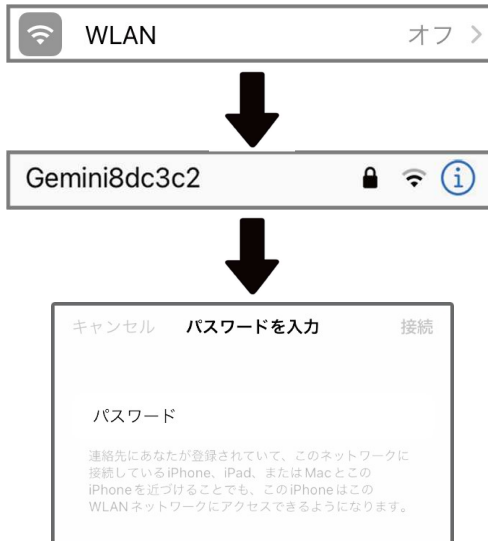 WLAN オフ
Gemini8dc3c2
キャンセル パスワードを入力 接続
パスワード
連絡先にあなたが登録されていて、このネットワークに
接続しているiPhone、iPad、またはMacとこの
iPhoneを近づけることでも、このiPhoneはこの
WLANネットワークにアクセスできるようになります。